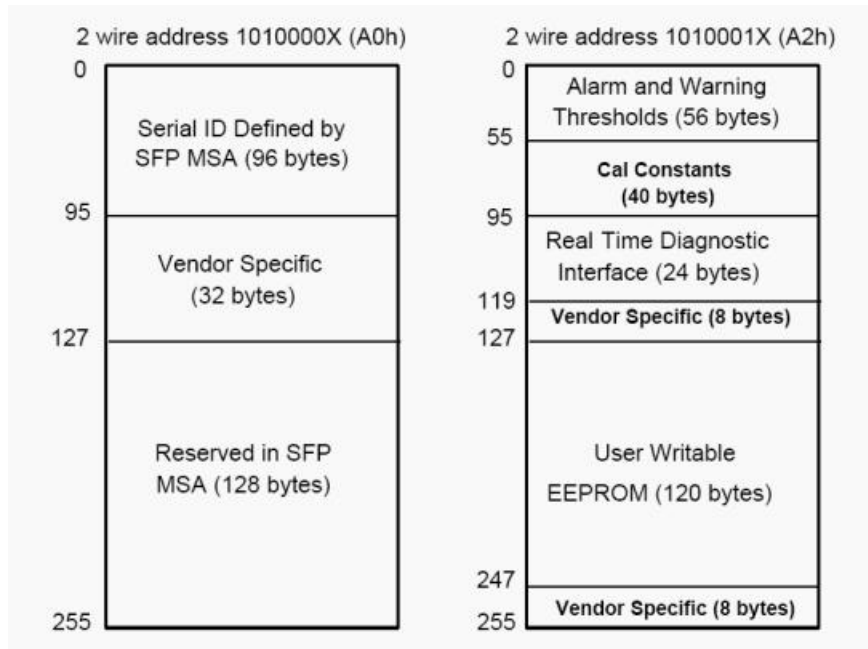 2 wire address 1010000X (A0h)
0
Serial ID Defined by
SFP MSA (96 bytes)
95
Vendor Specific
(32 bytes)
127
Reserved in SFP
MSA (128 bytes)
255
2 wire address 1010001X (A2h)
0
Alarm and Warning
Thresholds (56 bytes)
55
Cal Constants
(40 bytes)
95
Real Time Diagnostic
Interface (24 bytes)
119
Vendor Specific (8 bytes)
127
User Writable
EEPROM (120 bytes)
247
Vendor Specific (8 bytes)
255